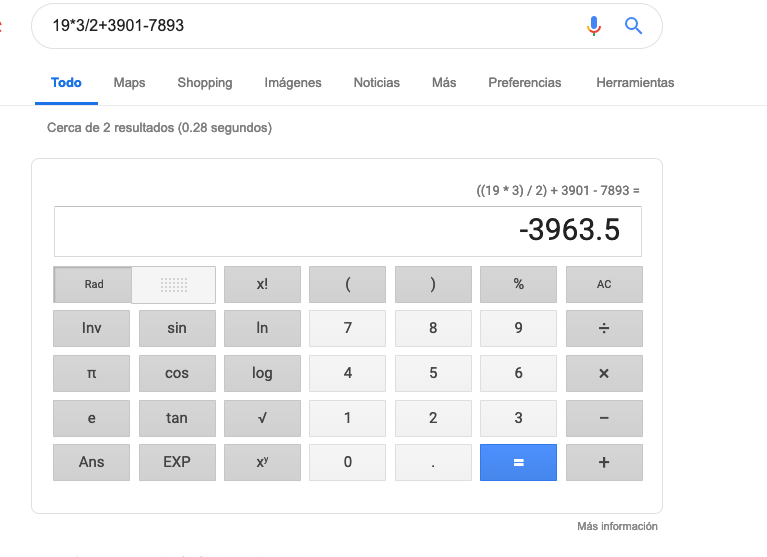 19*3/2+3901-7893
Todo Maps Shopping Imágenes Noticias Más Preferencias Herramientas
Cerca de 2 resultados (0.28 segundos)
((19 * 3) / 2) + 3901 - 7893 =
-3963.5
Rad x! ( ) % AC
Inv sin ln 7 8 9 ÷
π cos log 4 5 6 ×
e tan √ 1 2 3 −
Ans EXP xʸ 0 . = +
Más información